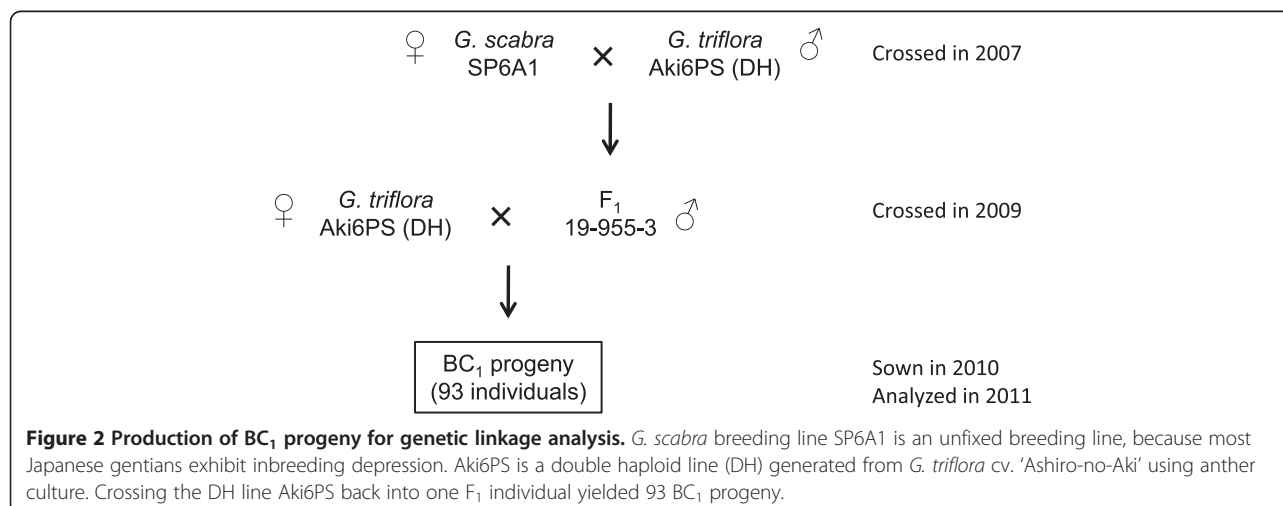 ♀ G. scabra × G. triflora ♂ Crossed in 2007
SP6A1 Aki6PS (DH)
♀ G. triflora × F₁ ♂ Crossed in 2009
Aki6PS (DH) 19-955-3
BC₁ progeny Sown in 2010
(93 individuals) Analyzed in 2011
Figure 2 Production of BC₁ progeny for genetic linkage analysis. G. scabra breeding line SP6A1 is an unfixed breeding line, because most
Japanese gentians exhibit inbreeding depression. Aki6PS is a double haploid line (DH) generated from G. triflora cv. ‘Ashiro-no-Aki’ using anther
culture. Crossing the DH line Aki6PS back into one F₁ individual yielded 93 BC₁ progeny.